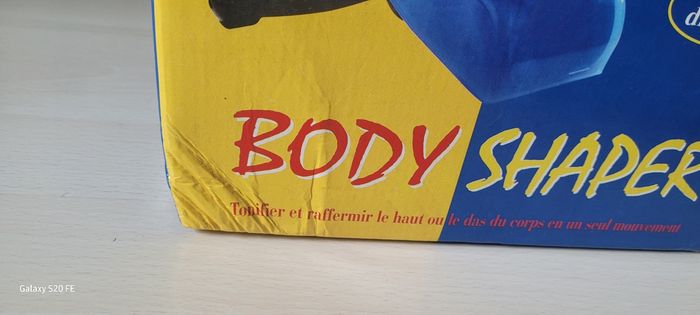 BODY SHAPER
Tonifier et raffermir le haut ou le das du corps en un seul mouvement
Galaxy S20 FE